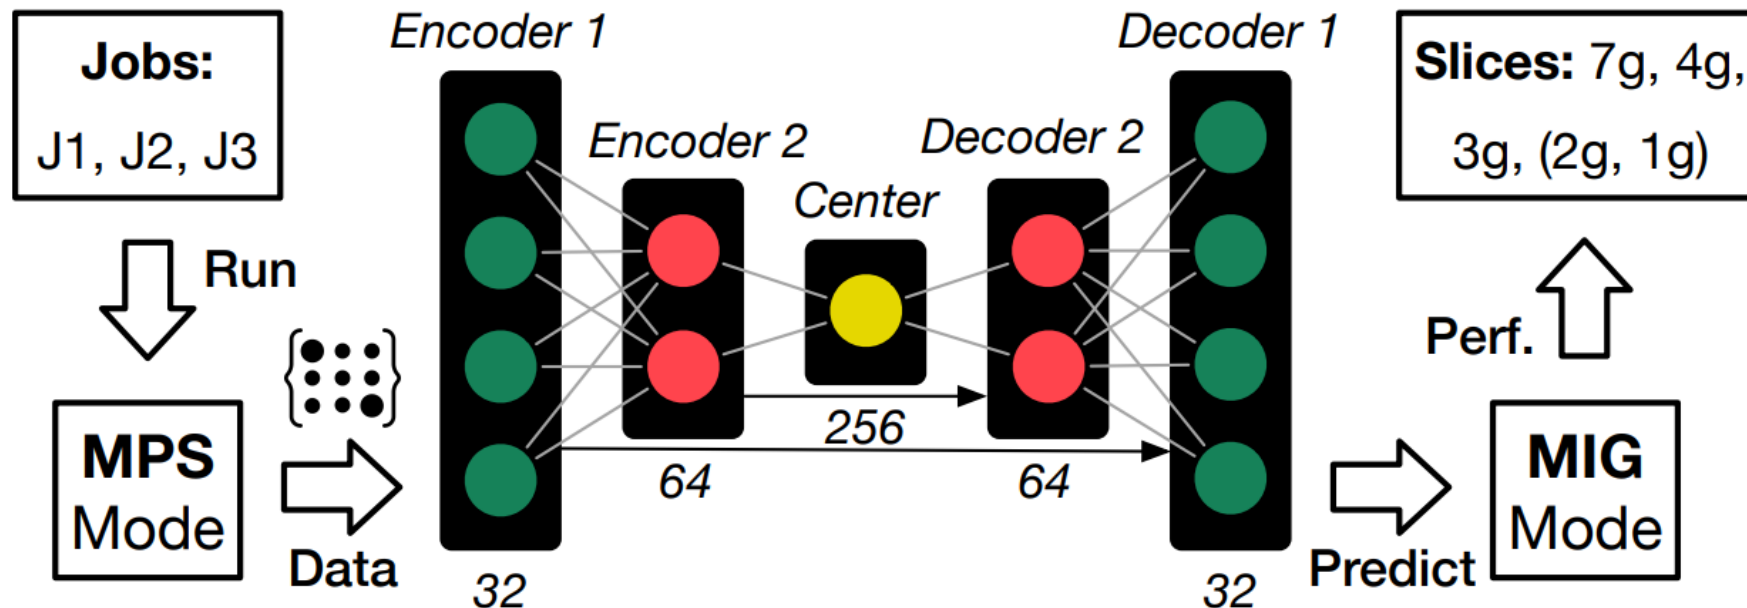 Jobs:
J1, J2, J3
Run
MPS
Mode
Data
Encoder 1
Encoder 2
Center
Decoder 2
Decoder 1
256
64
64
32
32
Predict
MIG
Mode
Perf.
Slices: 7g, 4g,
3g, (2g, 1g)